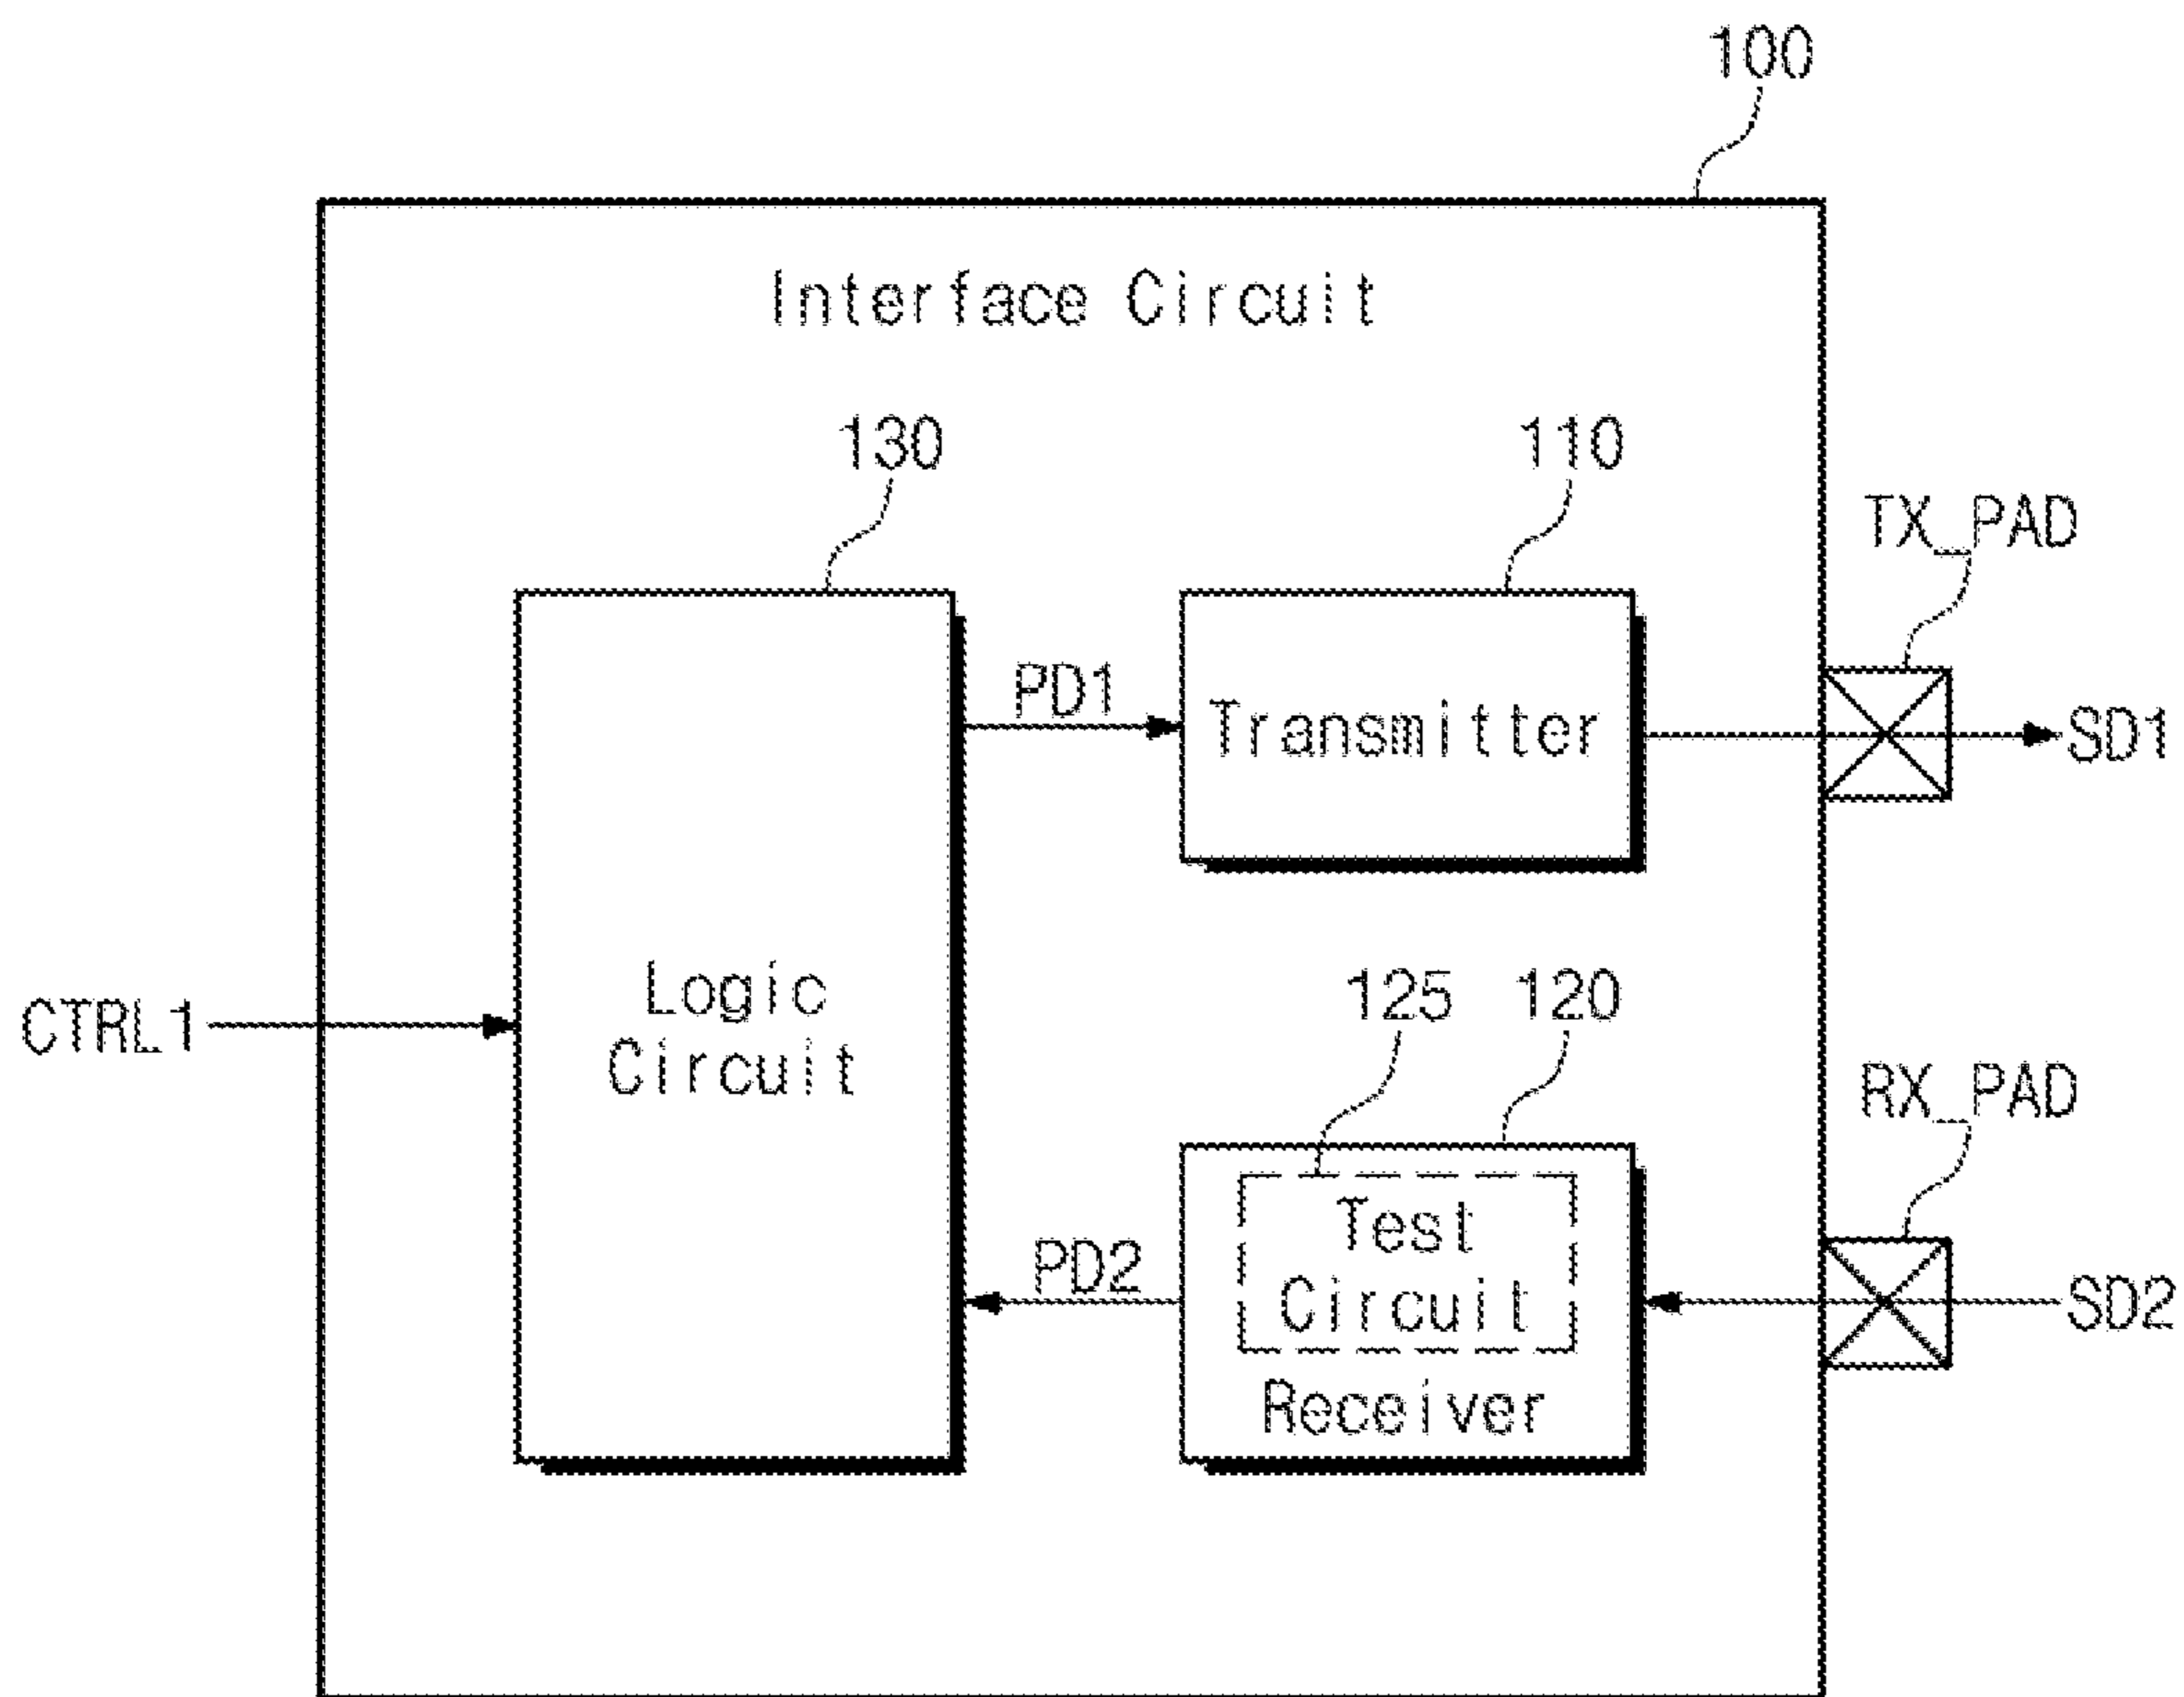 100
Interface Circuit
130
110
TX_PAD
PD1
Transmitter
SD1
CTRL1
Logic
Circuit
125
120
RX_PAD
PD2
Test
Circuit
Receiver
SD2